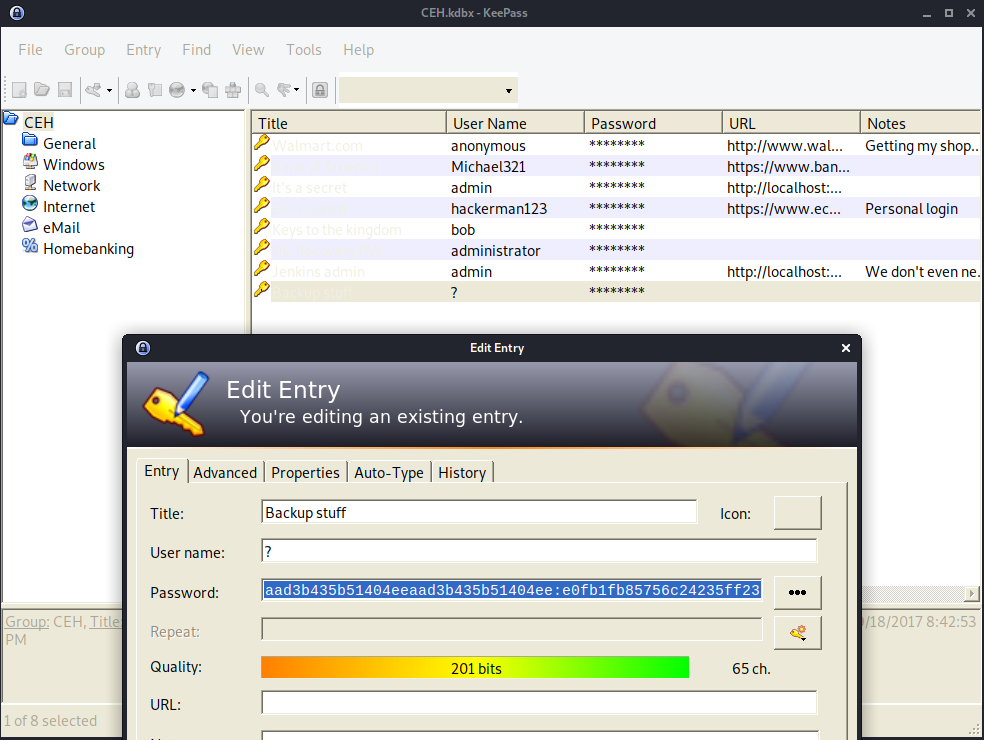 CEH.kdbx - KeePass
File Group Entry Find View Tools Help
CEH
General
Windows
Network
Internet
eMail
Homebanking
Title User Name Password URL Notes
Walmart.com anonymous ******** http://www.wal... Getting my shop...
Michael321 ******** https://www.ban...
It's a secret admin ******** http://localhost:...
hackerman123 ******** https://www.ec... Personal login
Keys to the kingdom bob ********
administrator ********
Jenkins admin admin ******** http://localhost:... We don't even ne...
Backup stuff ? ********
Edit Entry
Edit Entry
You're editing an existing entry.
Entry Advanced Properties Auto-Type History
Title: Backup stuff Icon:
User name: ?
Password: aad3b435b51404eeaad3b435b51404ee:e0fb1fb85756c24235ff23
Repeat:
Quality: 201 bits 65 ch.
URL:
Group: CEH, Title:
/18/2017 8:42:53
PM
1 of 8 selected